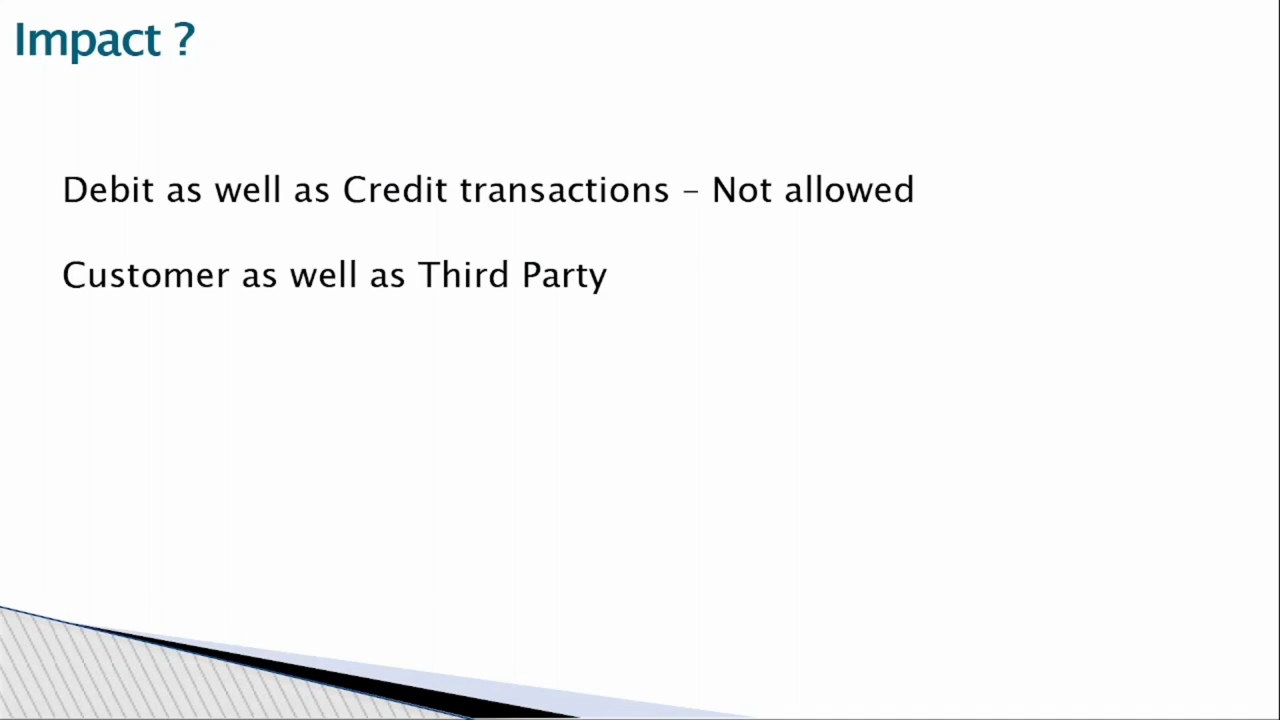 Impact ?
Debit as well as Credit transactions – Not allowed
Customer as well as Third Party